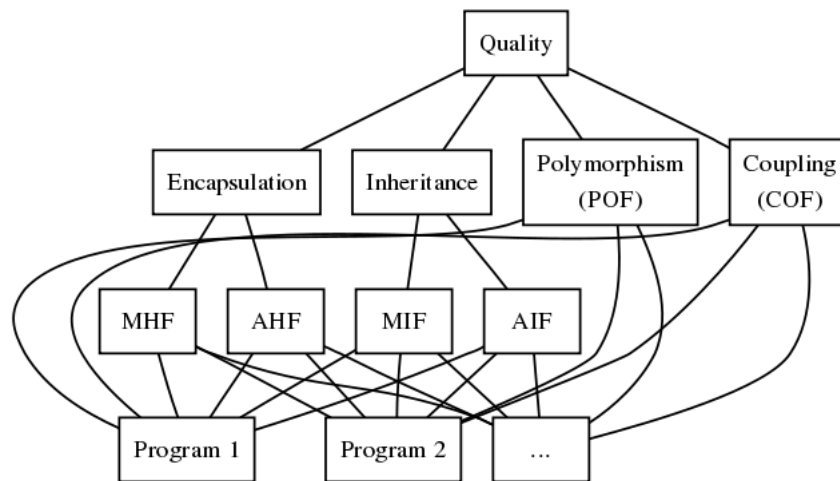 Quality
Encapsulation
Inheritance
Polymorphism
(POF)
Coupling
(COF)
MHF
AHF
MIF
AIF
Program 1
Program 2
...